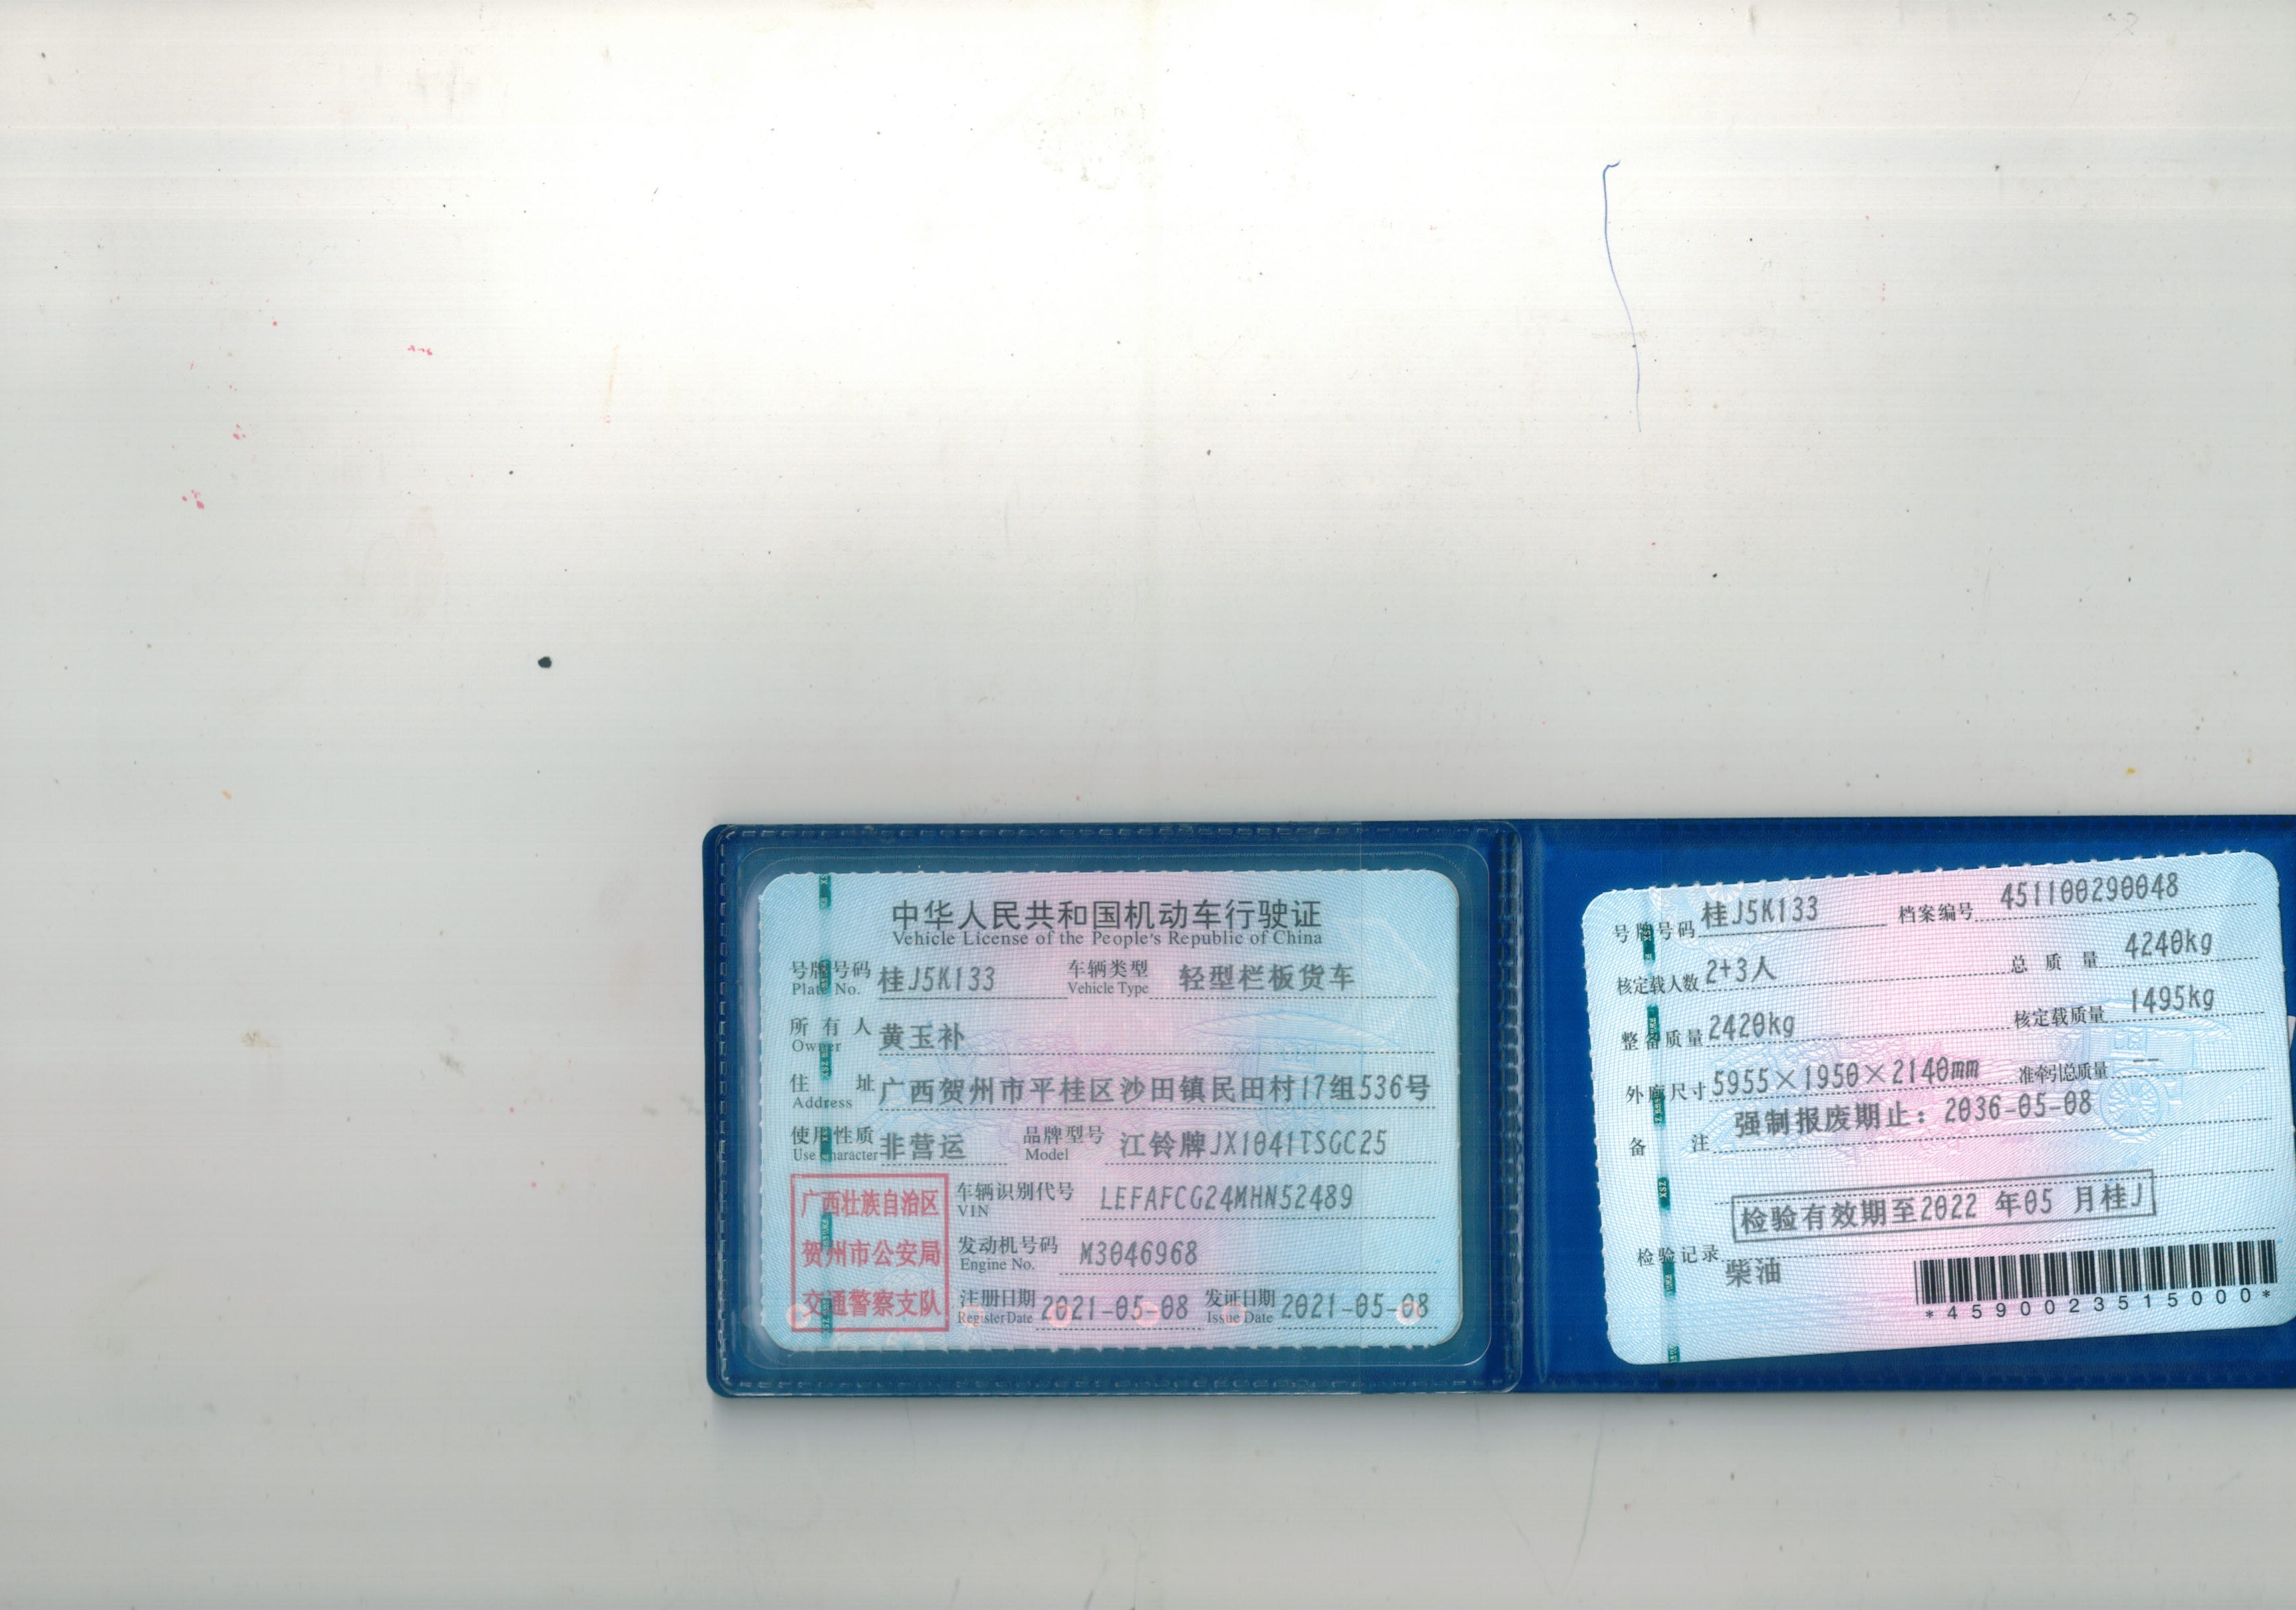 中华人民共和国机动车行驶证
Vehicle License of the People's Republic of China
号牌号码 桂J5K133 车辆类型 轻型栏板货车
Plate No. Vehicle Type
所有人 黄玉补
Owner
住址 广西贺州市平桂区沙田镇民田村17组536号
Address
使用性质 非营运 品牌型号 江铃牌JX1041TSGC25
Use Character Model
广西壮族自治区
贺州市公安局
交通警察支队
车辆识别代号 LEFAFCG24MHN52489
VIN
发动机号码 M3046968
Engine No.
注册日期 2021-05-08 发证日期 2021-05-08
Register Date Issue Date
号牌号码 桂J5K133 档案编号 451100290048
核定载人数 2+3人 总质量 4240kg
整备质量 2420kg 核定载质量 1495kg
外廓尺寸 5955×1950×2140mm 准牵引总质量 --
备注 强制报废期止：2036-05-08
检验有效期至2022 年05 月桂J
检验记录 柴油
*4590023515000*